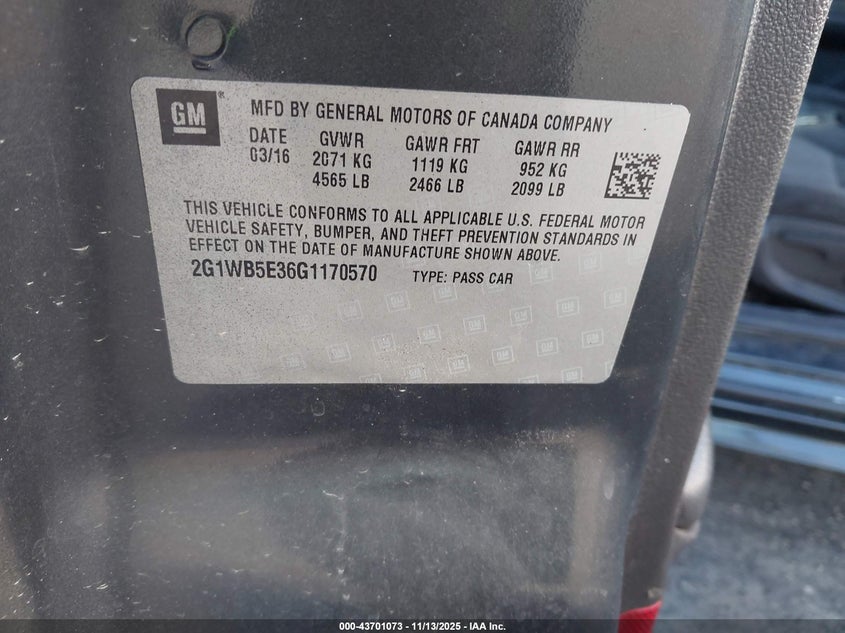 GM
MFD BY GENERAL MOTORS OF CANADA COMPANY
DATE GVWR GAWR FRT GAWR RR
03/16 2071 KG 1119 KG 952 KG
4565 LB 2466 LB 2099 LB
THIS VEHICLE CONFORMS TO ALL APPLICABLE U.S. FEDERAL MOTOR
VEHICLE SAFETY, BUMPER, AND THEFT PREVENTION STANDARDS IN
EFFECT ON THE DATE OF MANUFACTURE SHOWN ABOVE.
2G1WB5E36G1170570 TYPE: PASS CAR
000-43701073 — 11/13/2025 - IAA Inc.